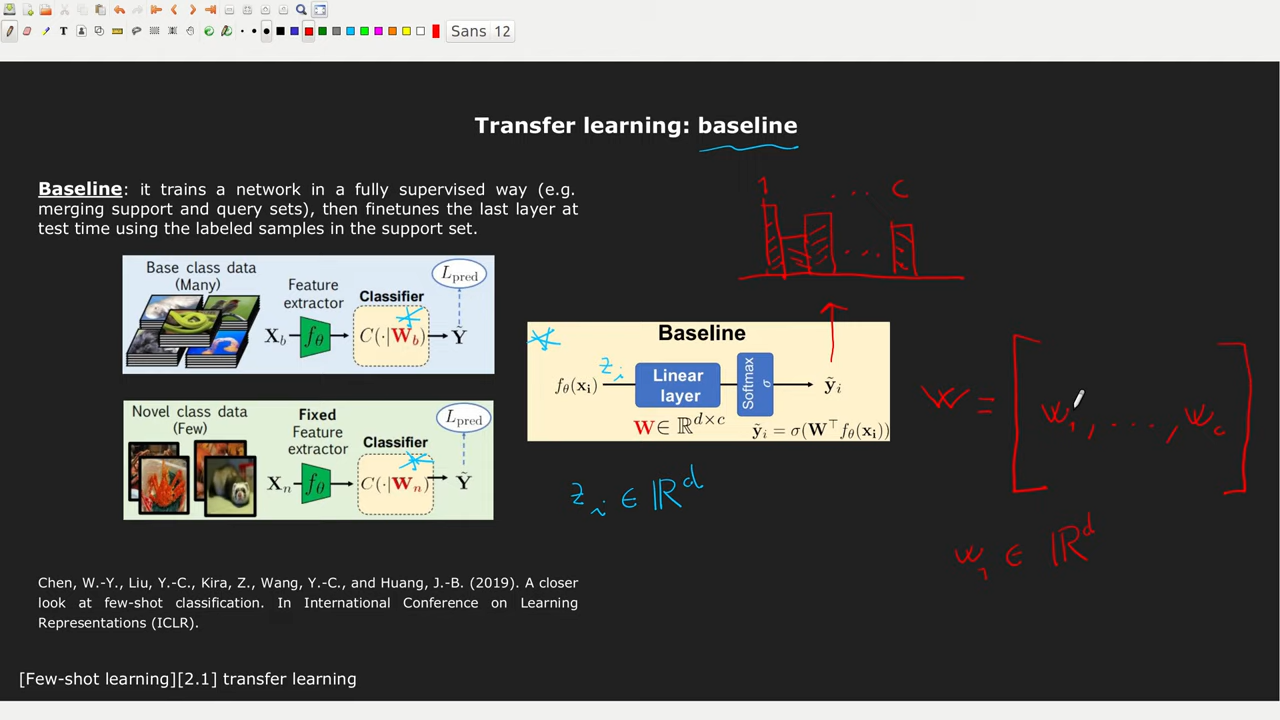 Sans 12
Transfer learning: baseline
Baseline: it trains a network in a fully supervised way (e.g.
merging support and query sets), then finetunes the last layer at
test time using the labeled samples in the support set.
1 ... C
...
Base class data
(Many)
Feature
extractor
Classifier
L_pred
X_b f_θ C(·|W_b) Ỹ
Novel class data
(Few)
Fixed
Feature
extractor
Classifier
L_pred
X_n f_θ C(·|W_n) Ỹ
Baseline
z_i
f_θ(x_i) Linear layer Softmax σ ỹ_i
W∈ ℝ^{d×c} ỹ_i = σ(W^⊤f_θ(x_i))
z_i ∈ ℝ^d
W = [w_1, ..., w_c]
w_1 ∈ ℝ^d
Chen, W.-Y., Liu, Y.-C., Kira, Z., Wang, Y.-C., and Huang, J.-B. (2019). A closer
look at few-shot classification. In International Conference on Learning
Representations (ICLR).
[Few-shot learning][2.1] transfer learning